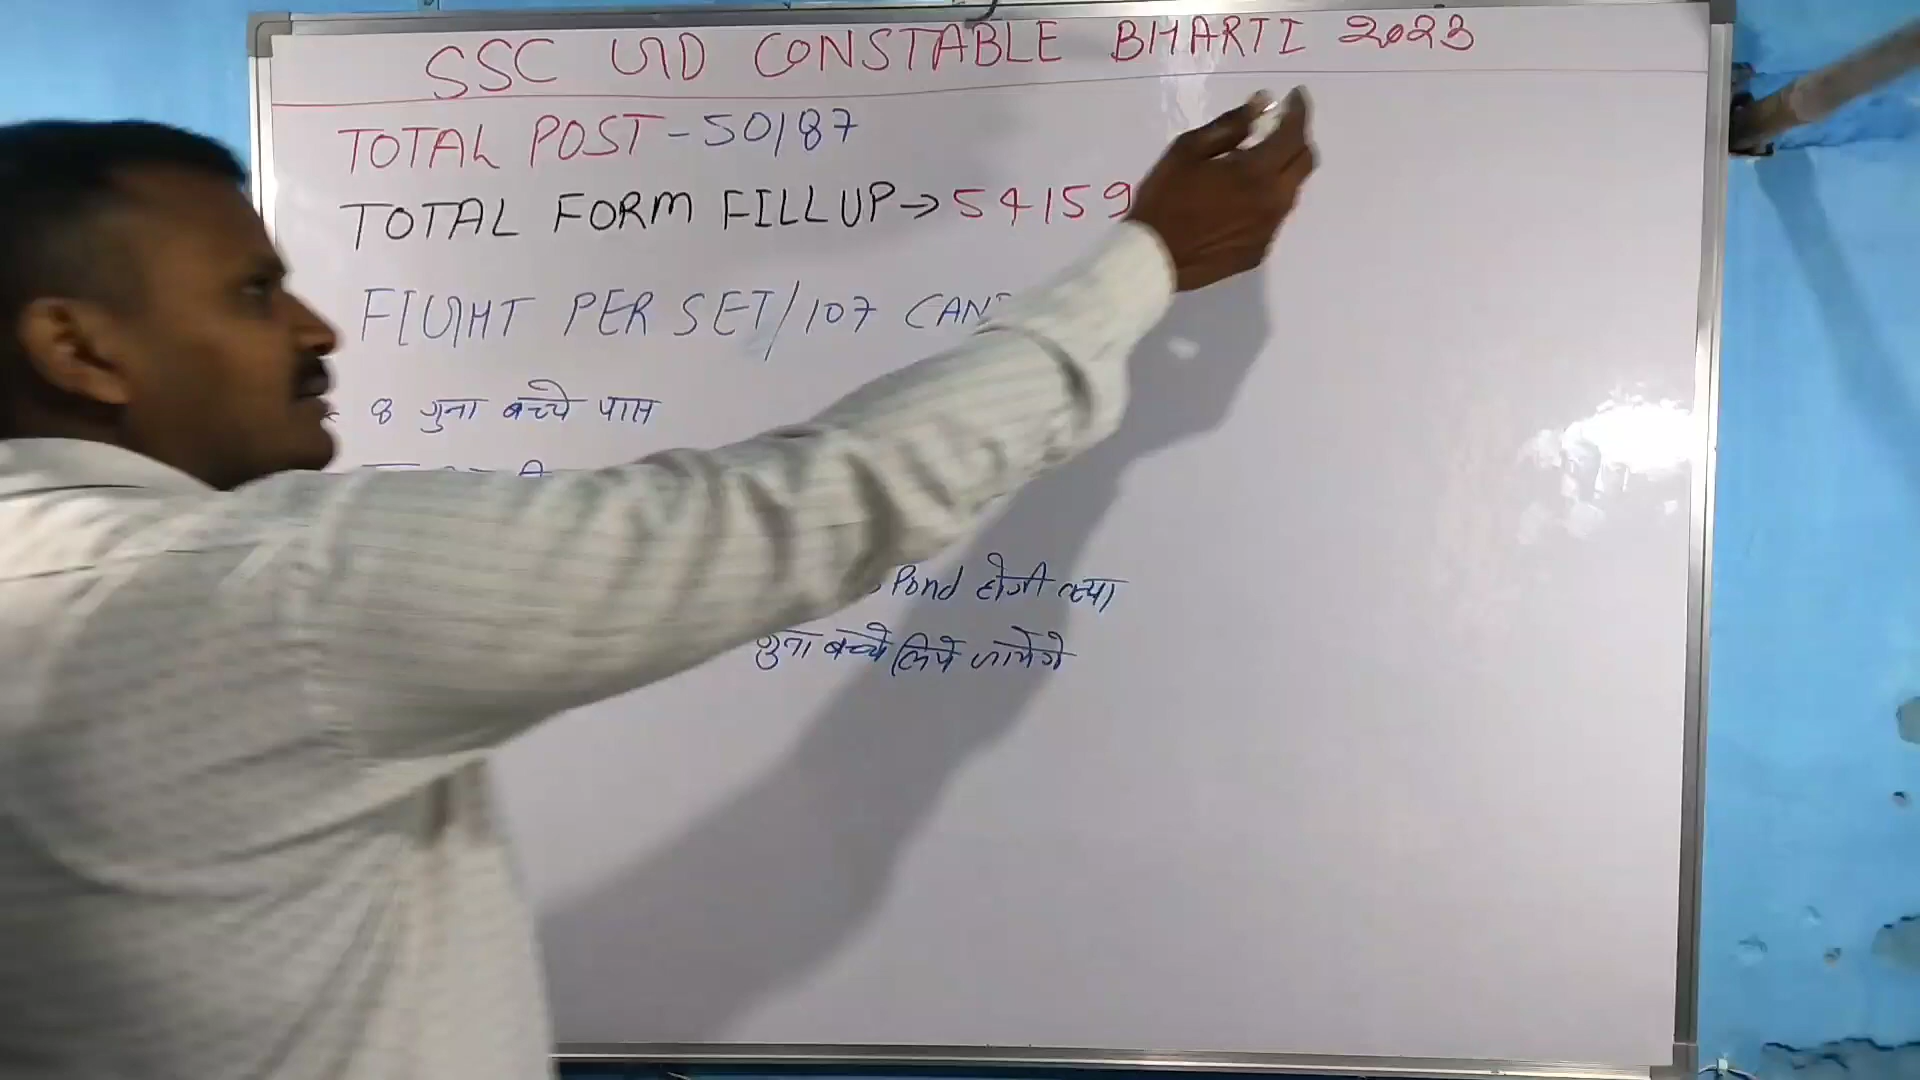 SSC GD CONSTABLE BHARTI 2023
TOTAL POST - 50187
TOTAL FORM FILLUP → 54159
FIGHT PER SET/107 CAN
8 गुना बच्चे पास
Pond होगी क्या
गुना बच्चे लिये जायेगे